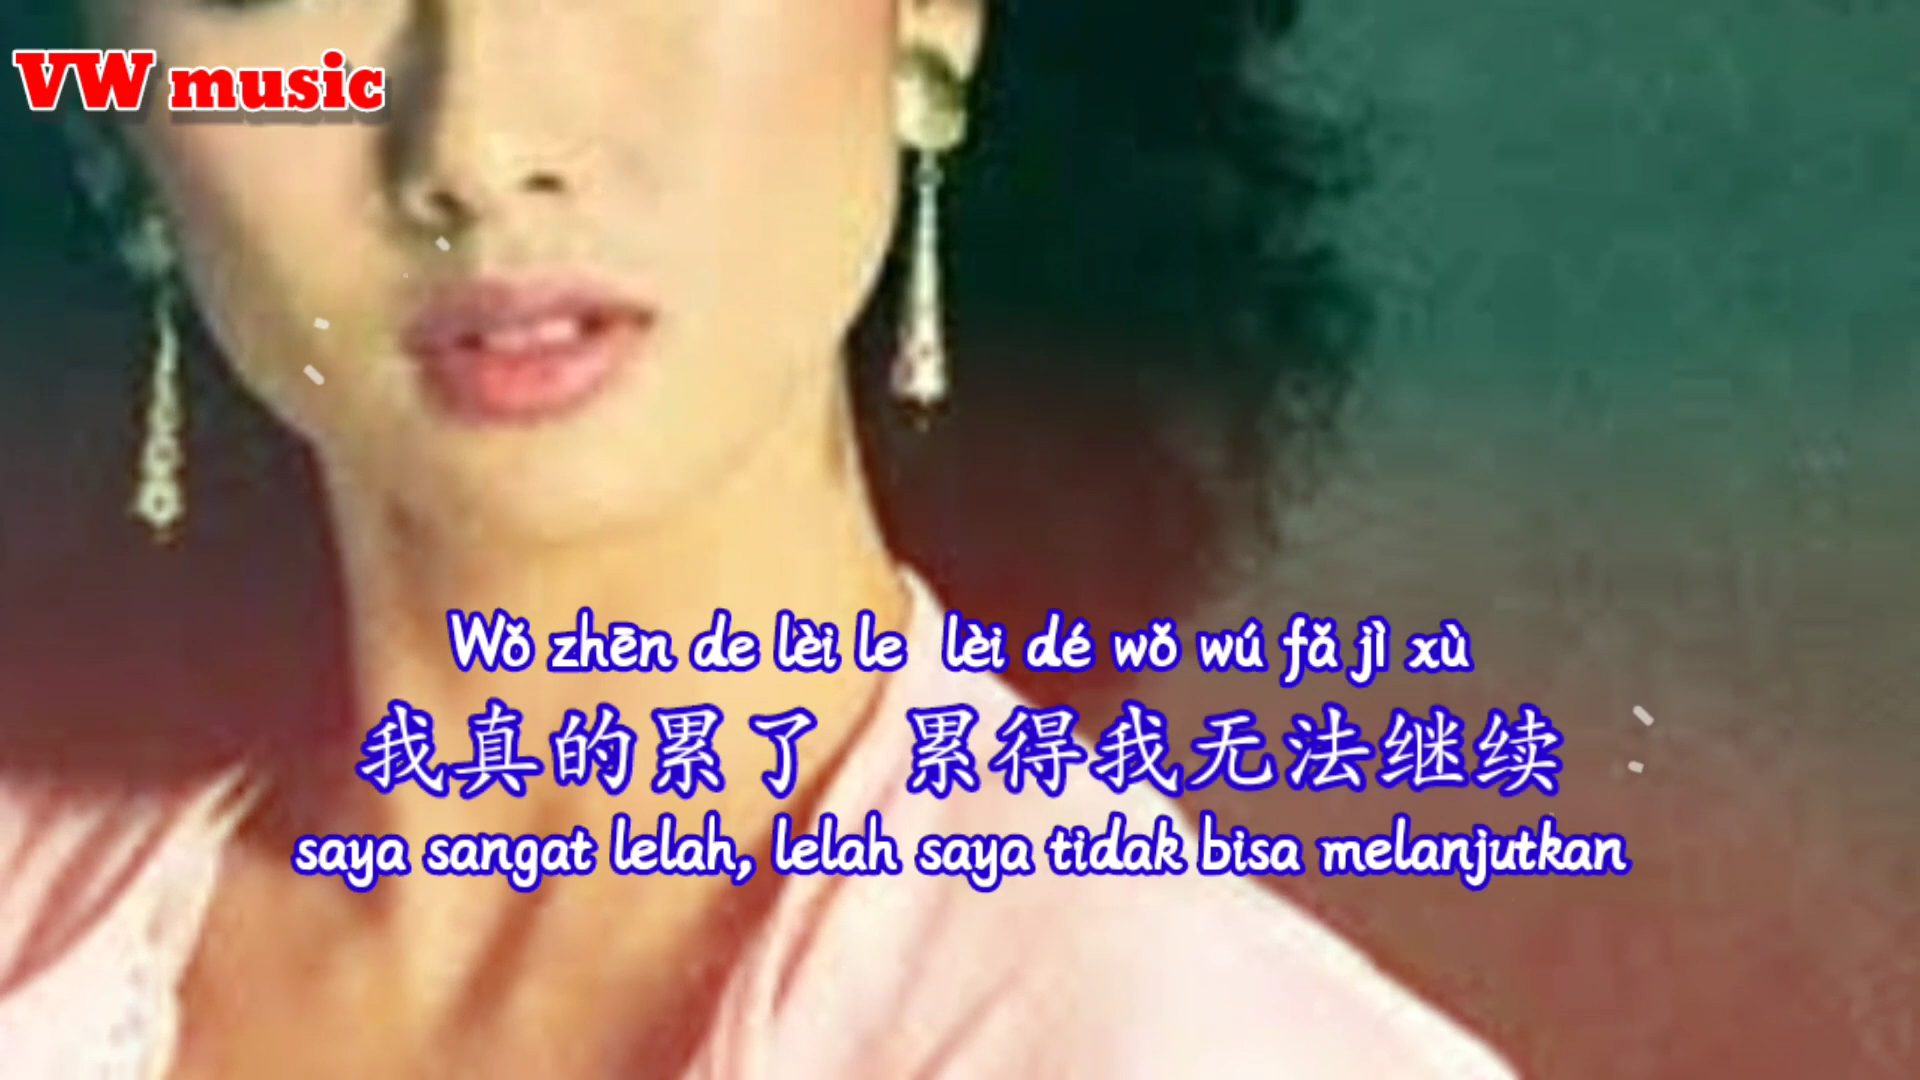 VW music
Wǒ zhēn de lèi le lèi dé wǒ wú fǎ jì xù
我真的累了 累得我无法继续
saya sangat lelah, lelah saya tidak bisa melanjutkan